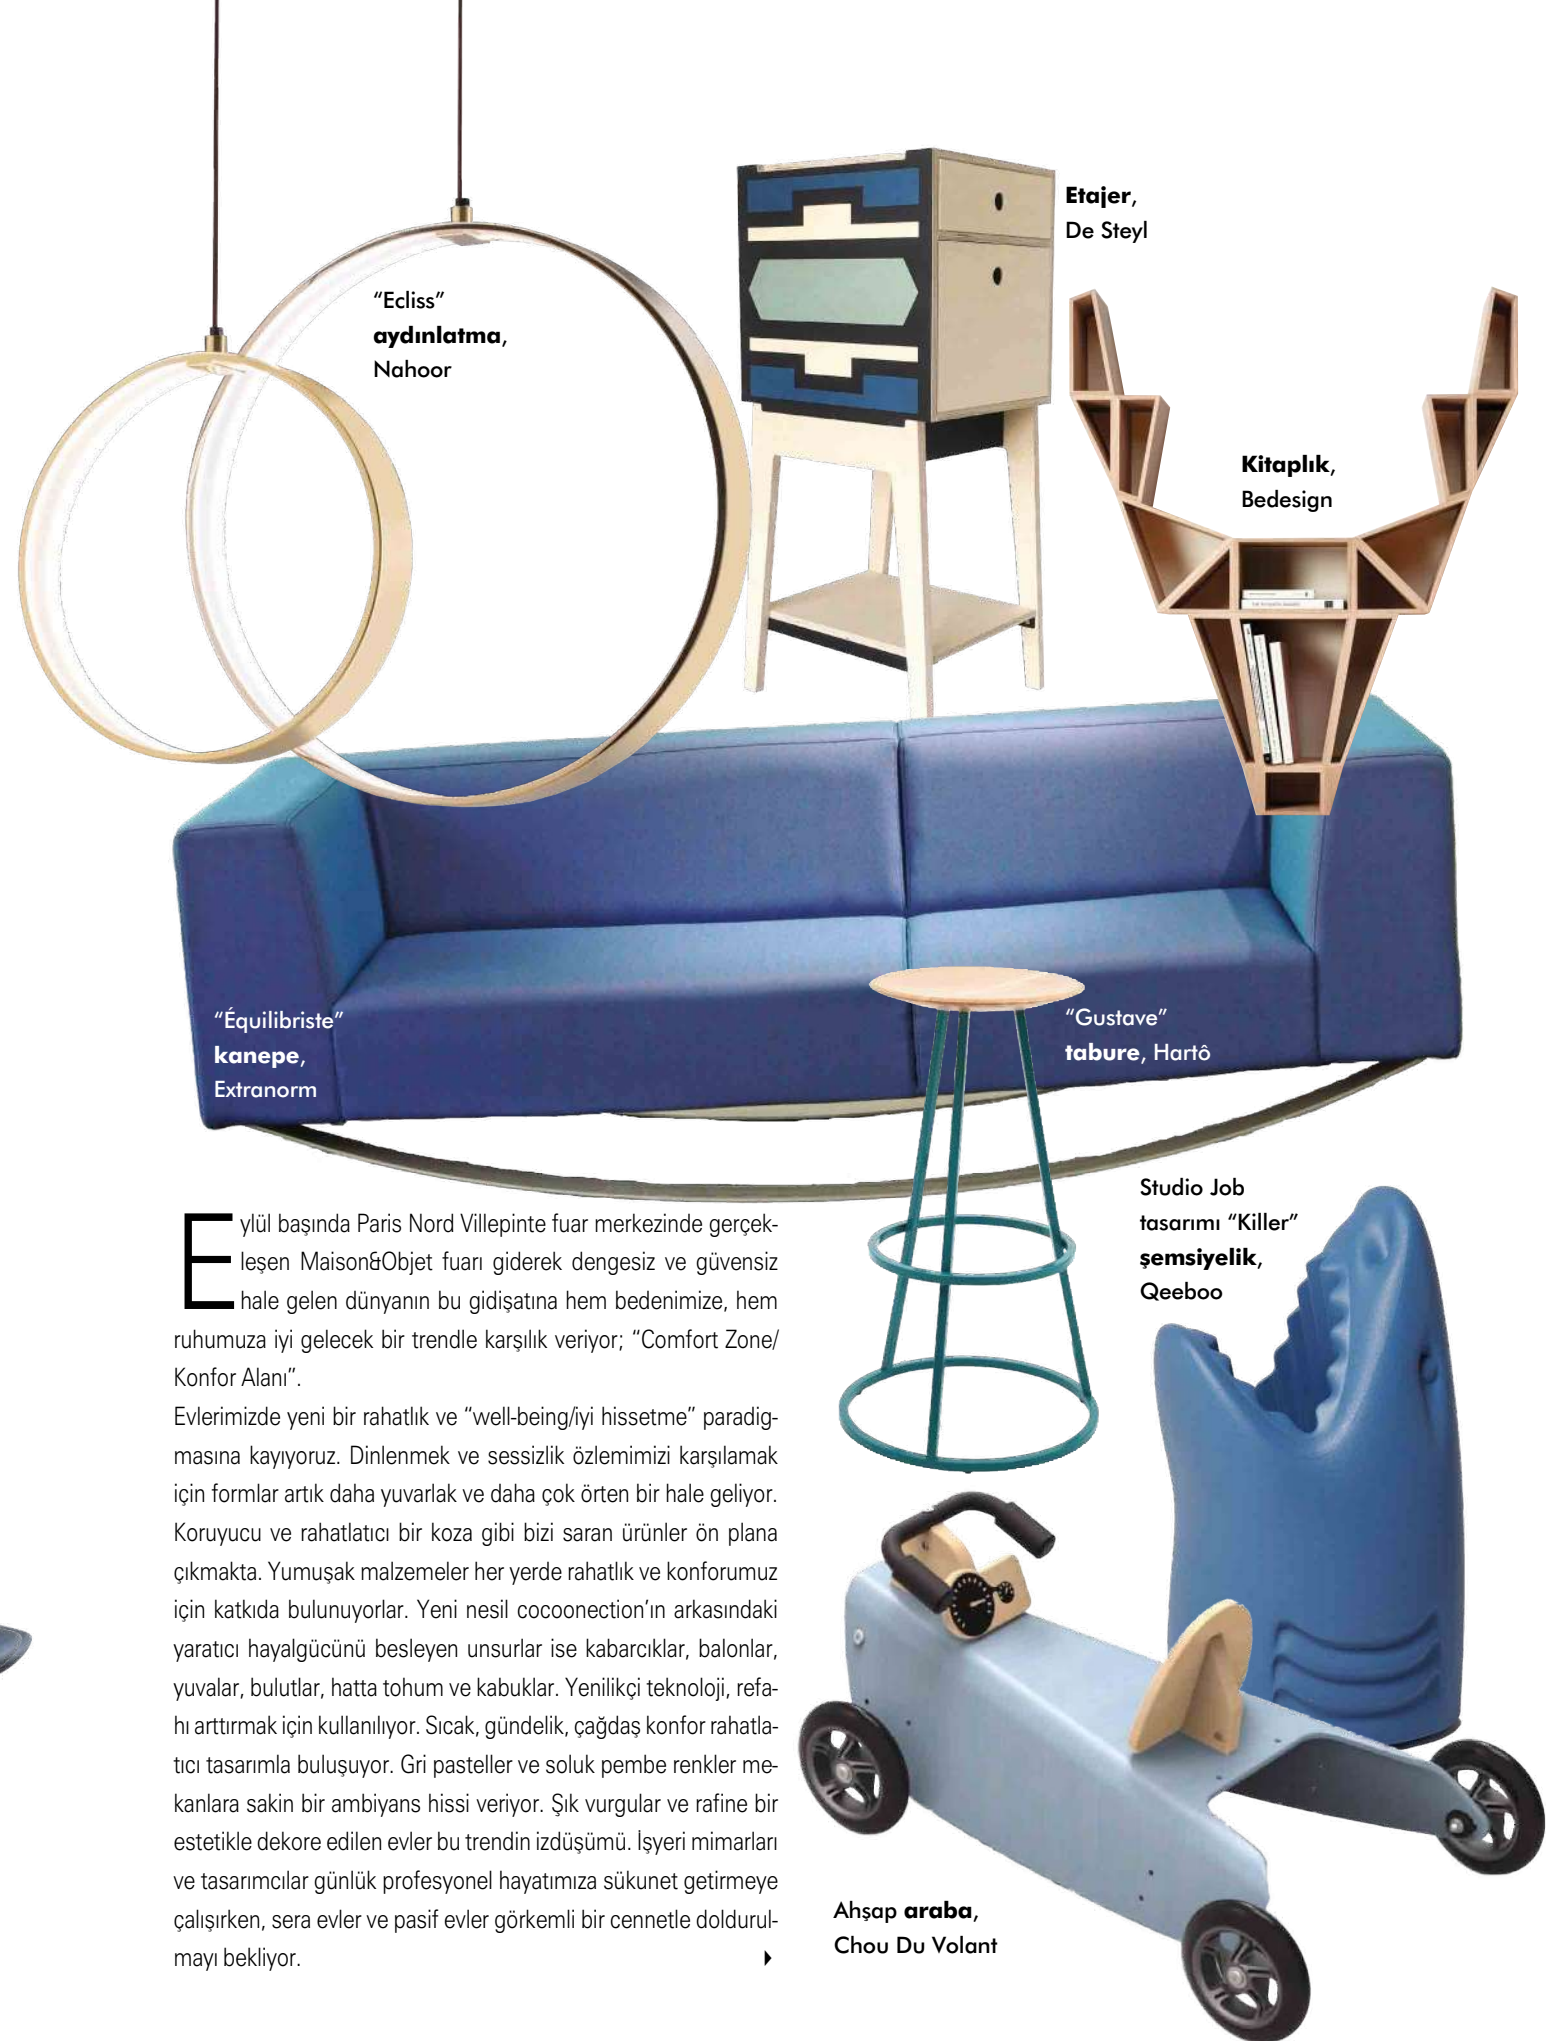 "Ecliss"
aydınlatma,
Nahoor
Etajer,
De Steyl
Kitaplık,
Bedesign
"Équilibriste"
kanepe,
Extranorm
"Gustave"
tabure, Hartô
Studio Job
tasarımı "Killer"
şemsiyelik,
Qeeboo
Eylül başında Paris Nord Villepinte fuar merkezinde gerçek-
leşen Maison&Objet fuarı giderek dengesiz ve güvensiz
hale gelen dünyanın bu gidişatına hem bedenimize, hem
ruhumuza iyi gelecek bir trendle karşılık veriyor; "Comfort Zone/
Konfor Alanı".
Evlerimizde yeni bir rahatlık ve "well-being/iyi hissetme" paradig-
masına kayıyoruz. Dinlenmek ve sessizlik özlemimizi karşılamak
için formlar artık daha yuvarlak ve daha çok örten bir hale geliyor.
Koruyucu ve rahatlatıcı bir koza gibi bizi saran ürünler ön plana
çıkmakta. Yumuşak malzemeler her yerde rahatlık ve konforumuz
için katkıda bulunuyorlar. Yeni nesil cocoonection'ın arkasındaki
yaratıcı hayalgücünü besleyen unsurlar ise kabarcıklar, balonlar,
yuvalar, bulutlar, hatta tohum ve kabuklar. Yenilikçi teknoloji, refa-
hı arttırmak için kullanılıyor. Sıcak, gündelik, çağdaş konfor rahatla-
tıcı tasarımla buluşuyor. Gri pasteller ve soluk pembe renkler me-
kanlara sakin bir ambiyans hissi veriyor. Şık vurgular ve rafine bir
estetikle dekore edilen evler bu trendin izdüşümü. İşyeri mimarları
ve tasarımcılar günlük profesyonel hayatımıza sükunet getirmeye
çalışırken, sera evler ve pasif evler görkemli bir cennetle doldurul-
mayı bekliyor.
Ahşap araba,
Chou Du Volant